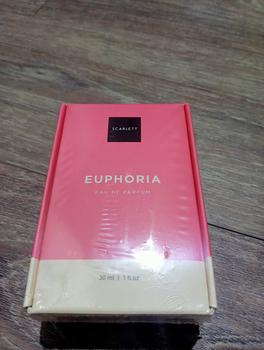 SCARLETT
EUPHORIA
EAU DE PARFUM
30 ml | 1 fl.oz